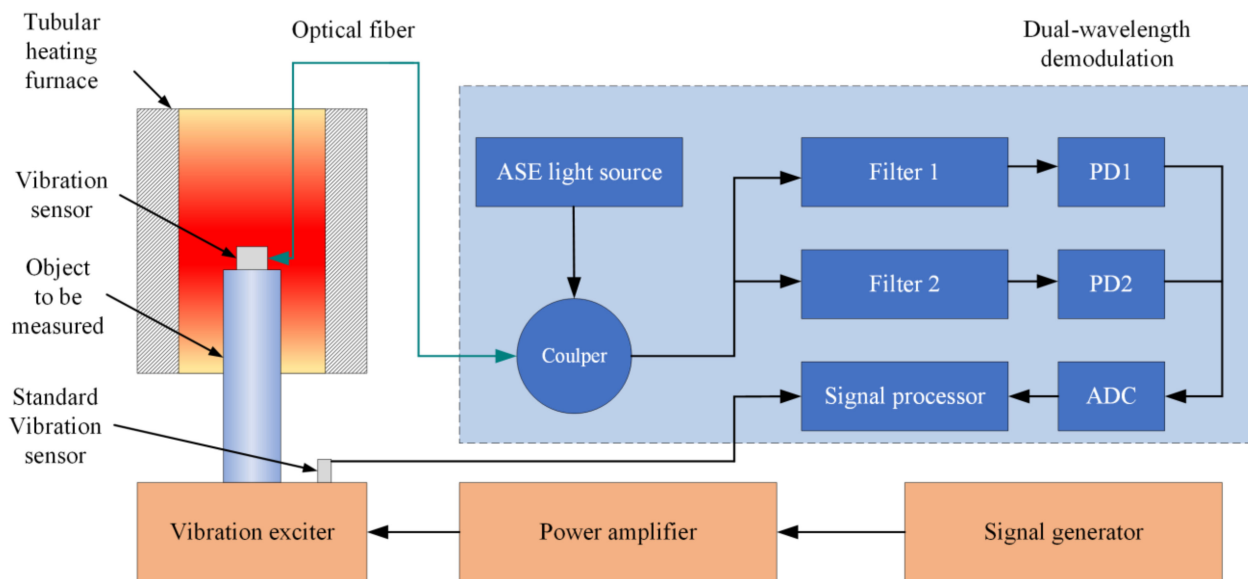 Tubular
heating
furnace
Optical fiber
Dual-wavelength
demodulation
Vibration
sensor
Object
to be
measured
Standard
Vibration
sensor
ASE light source
Filter 1
PD1
Filter 2
PD2
Coulper
Signal processor
ADC
Vibration exciter
Power amplifier
Signal generator